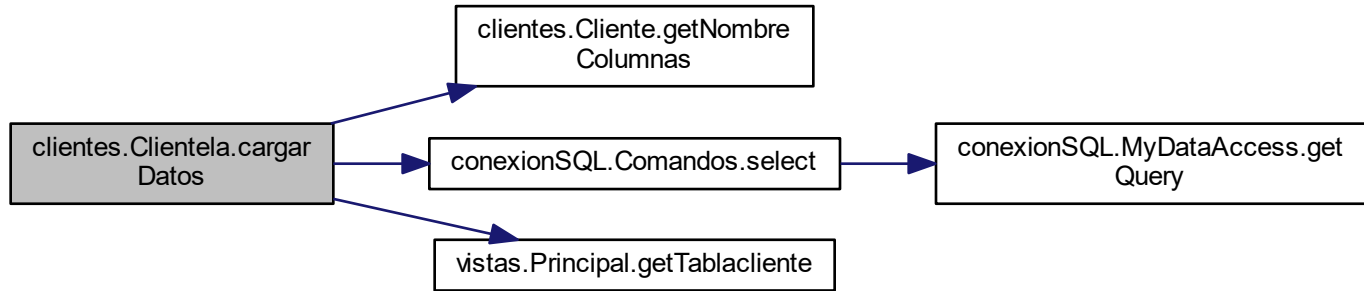 clientes.Cliente.getNombre
Columnas
clientes.Clientela.cargar
Datos
conexionSQL.Comandos.select
conexionSQL.MyDataAccess.get
Query
vistas.Principal.getTablacliente